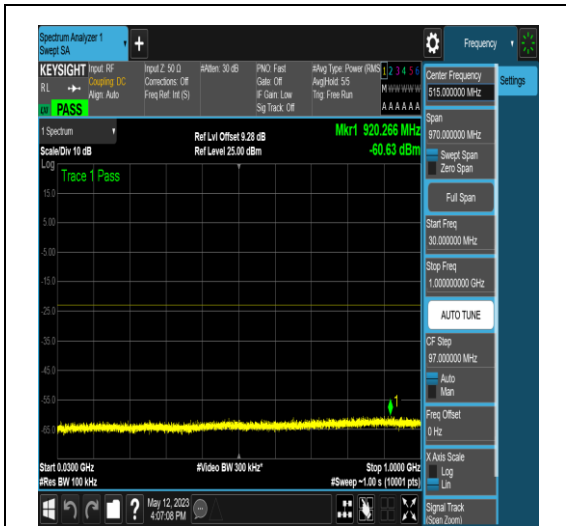 Spectrum Analyzer 1
Swept SA
Frequency
KEYSIGHT
RL
PASS
Input: RF
Coupling: DC
Align: Auto
Input Z: 50 Ω
Corrections: Off
Freq Ref: Int (S)
#Atten: 30 dB
PNO: Fast
Gate: Off
IF Gain: Low
Sig Track: Off
#Avg Type: Power (RMS
Avg|Hold: 5/5
Trig: Free Run
1 2 3 4 5 6
M W W W W W
A A A A A A
1 Spectrum
Scale/Div 10 dB
Ref Lvl Offset 9.28 dB
Ref Level 25.00 dBm
Mkr1 920.266 MHz
-60.63 dBm
Log
Trace 1 Pass
15.0
5.00
-5.00
-15.0
-25.0
-35.0
-45.0
-55.0
-65.0
1
Start 0.0300 GHz
#Res BW 100 kHz
#Video BW 300 kHz*
Stop 1.0000 GHz
#Sweep ~1.00 s (10001 pts)
May 12, 2023
4:07:08 PM
Settings
Center Frequency
515.000000 MHz
Span
970.000000 MHz
Swept Span
Zero Span
Full Span
Start Freq
30.000000 MHz
Stop Freq
1.000000000 GHz
AUTO TUNE
CF Step
97.000000 MHz
Auto
Man
Freq Offset
0 Hz
X Axis Scale
Log
Lin
Signal Track
(Span Zoom)